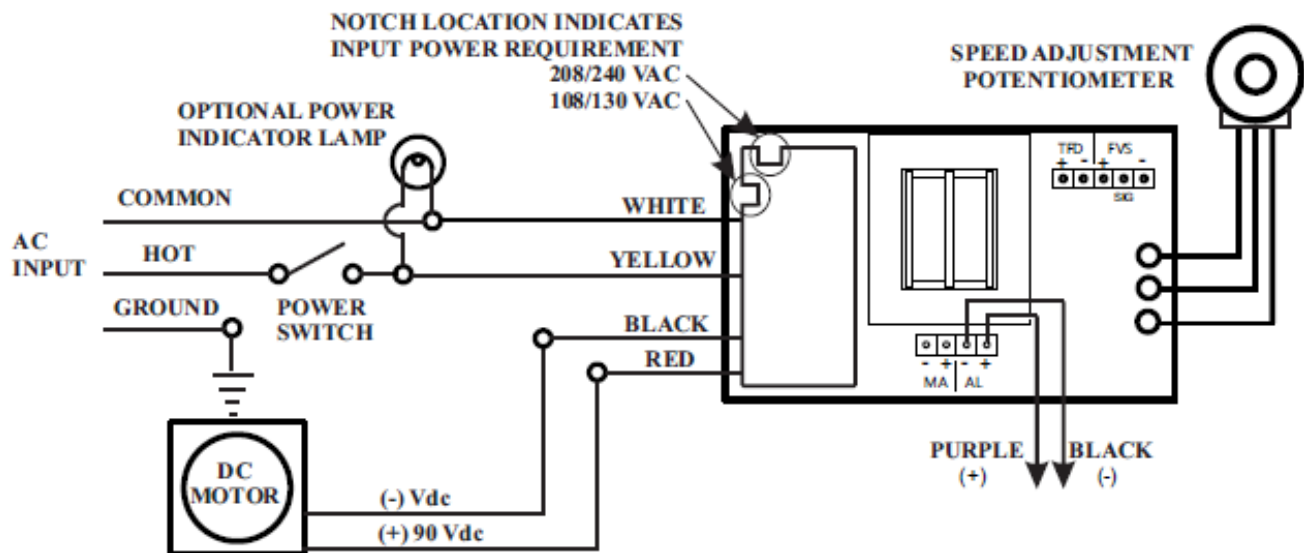 NOTCH LOCATION INDICATES
INPUT POWER REQUIREMENT
208/240 VAC
108/130 VAC
SPEED ADJUSTMENT
POTENTIOMETER
OPTIONAL POWER
INDICATOR LAMP
TFD FVS
+ - + -
SIG
COMMON
WHITE
AC
INPUT
HOT
YELLOW
GROUND
POWER
SWITCH
BLACK
RED
- + - +
MA AL
PURPLE
(+)
BLACK
(-)
DC
MOTOR
(-) Vdc
(+) 90 Vdc